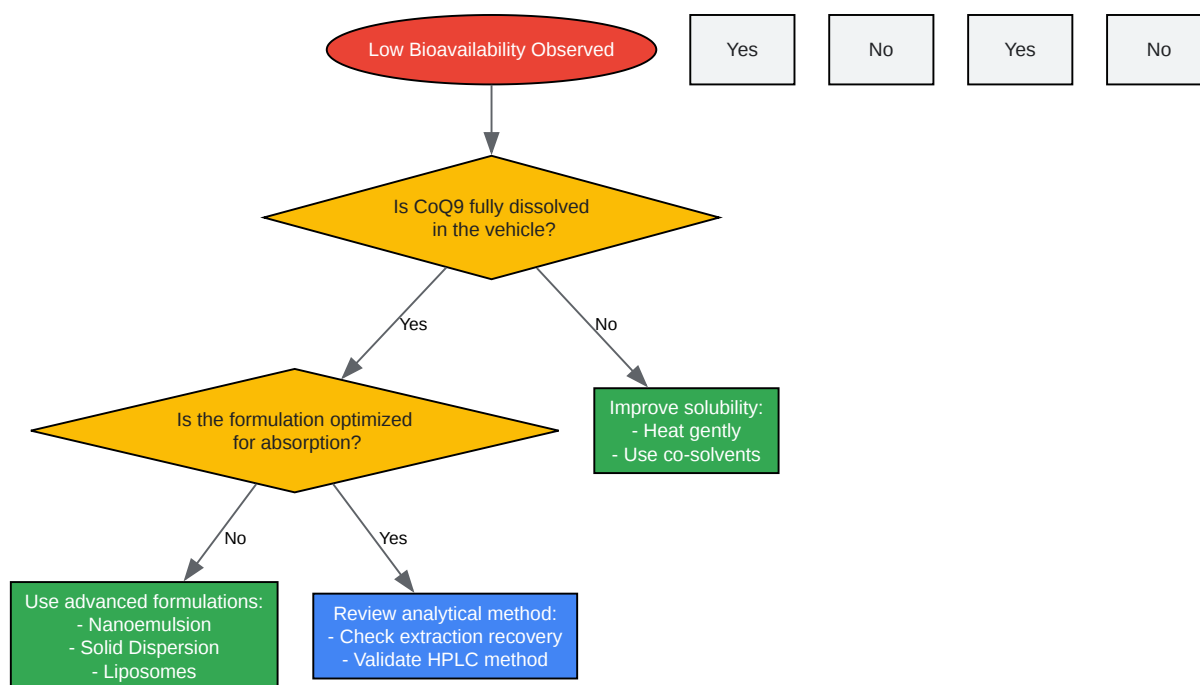 Low Bioavailability Observed
Yes
No
Yes
No
Is CoQ9 fully dissolved
in the vehicle?
Yes
No
Is the formulation optimized
for absorption?
Improve solubility:
- Heat gently
- Use co-solvents
No
Yes
Use advanced formulations:
- Nanoemulsion
- Solid Dispersion
- Liposomes
Review analytical method:
- Check extraction recovery
- Validate HPLC method